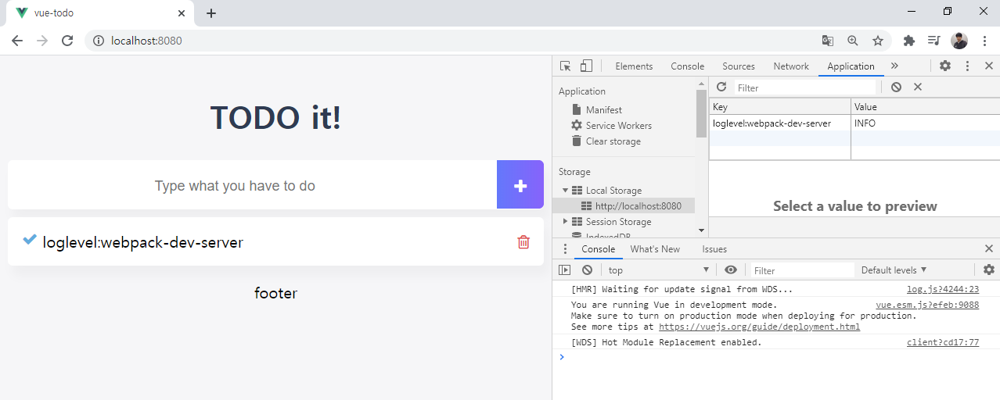 vue-todo
localhost:8080
TODO it!
Type what you have to do
loglevel:webpack-dev-server
footer
Elements Console Sources Network Application
Application
Manifest
Service Workers
Clear storage
Storage
Local Storage
http://localhost:8080
Session Storage
IndexedDB
Filter
Key Value
loglevel:webpack-dev-server INFO
Select a value to preview
Console What's New Issues
top Filter Default levels
[HMR] Waiting for update signal from WDS... log.js?4244:23
You are running Vue in development mode. vue.esm.js?efeb:9088
Make sure to turn on production mode when deploying for production.
See more tips at https://vuejs.org/guide/deployment.html
[WDS] Hot Module Replacement enabled. client?cd17:77